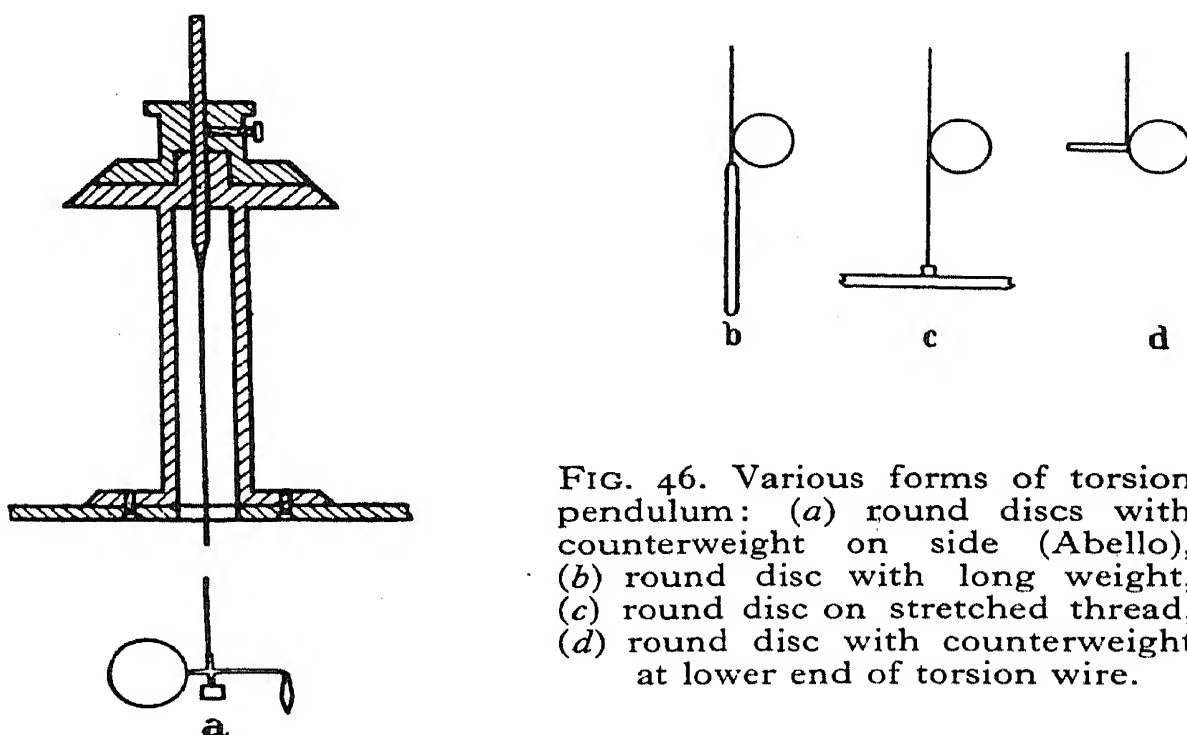 b
c
d
FIG. 46. Various forms of torsion
pendulum: (a) round discs with
counterweight on side (Abello),
(b) round disc with long weight,
(c) round disc on stretched thread,
(d) round disc with counterweight
at lower end of torsion wire.
a